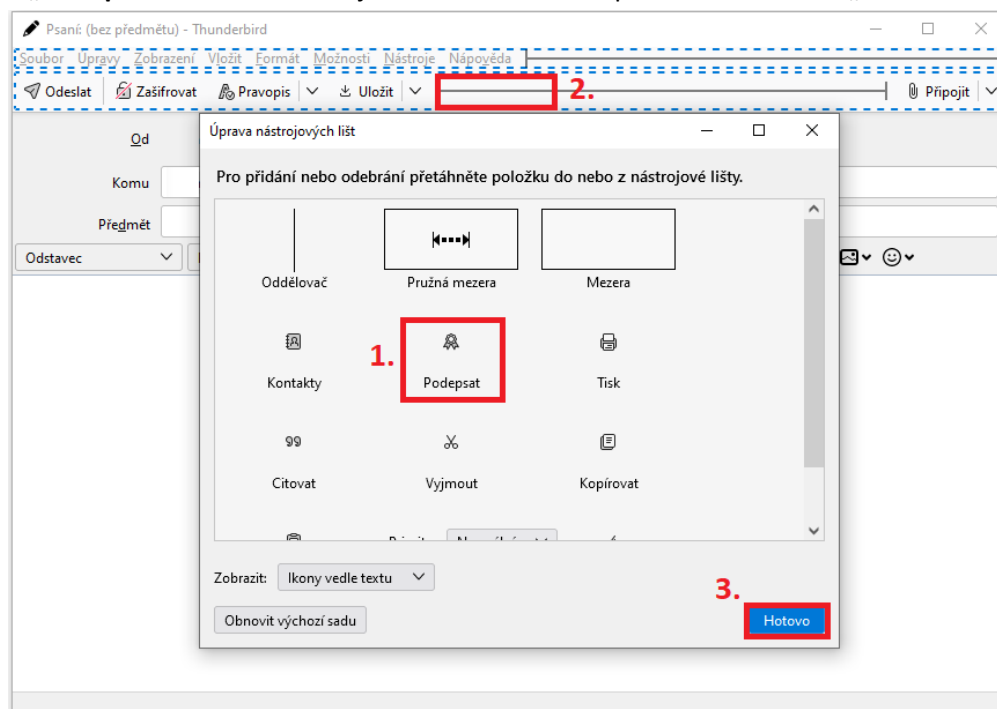 Psaní: (bez předmětu) - Thunderbird
Soubor Úpravy Zobrazení Vložit Formát Možnosti Nástroje Nápověda
Odeslat Zašifrovat Pravopis Uložit 2. Připojit
Úprava nástrojových lišt
Od
Pro přidání nebo odebrání přetáhněte položku do nebo z nástrojové lišty.
Komu
Předmět
Odstavec
Oddělovač Pružná mezera Mezera
1.
Kontakty Podepsat Tisk
Citovat Vyjmout Kopírovat
Zobrazit: Ikony vedle textu
3.
Obnovit výchozí sadu Hotovo